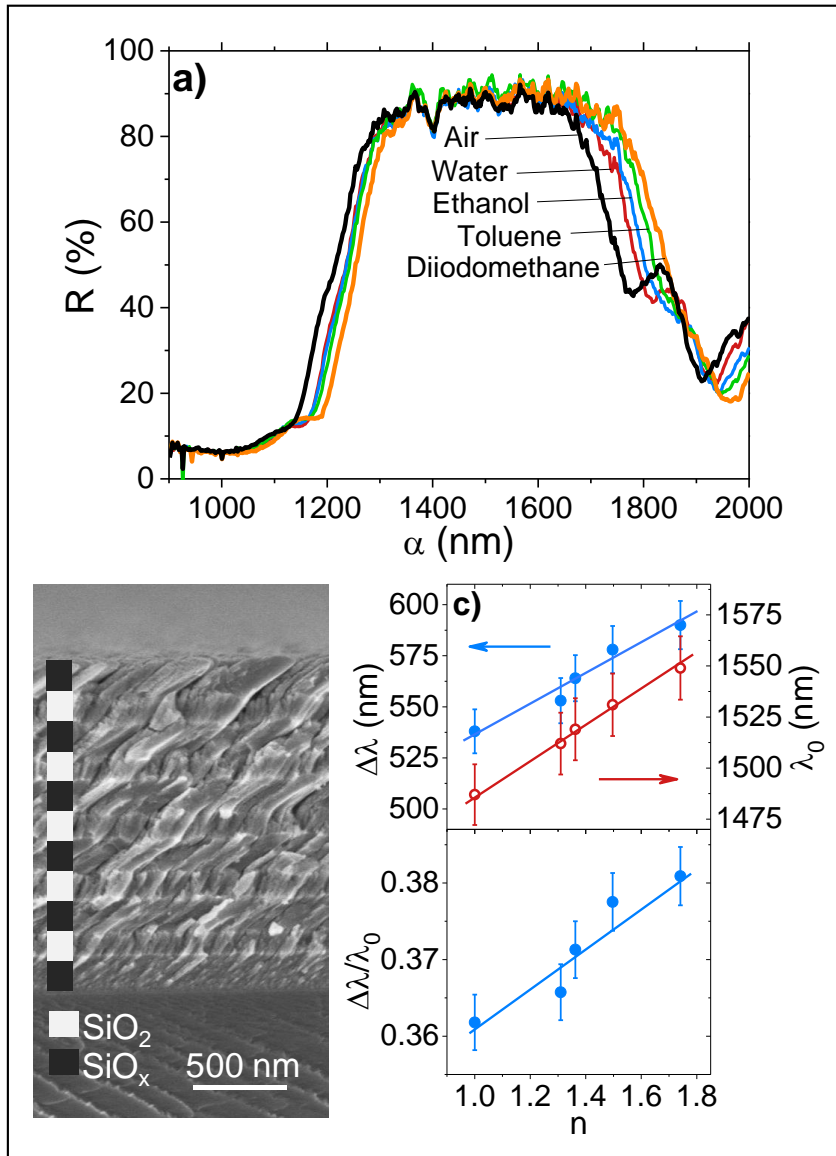 a)
100
80
60
40
20
0
R (%)
Air
Water
Ethanol
Toluene
Diiodomethane
1000 1200 1400 1600 1800 2000
α (nm)
SiO₂
SiOₓ
500 nm
c)
600
575
550
525
500
Δλ (nm)
1575
1550
1525
1500
1475
λ₀ (nm)
0.38
0.37
0.36
Δλ/λ₀
1.0 1.2 1.4 1.6 1.8
n